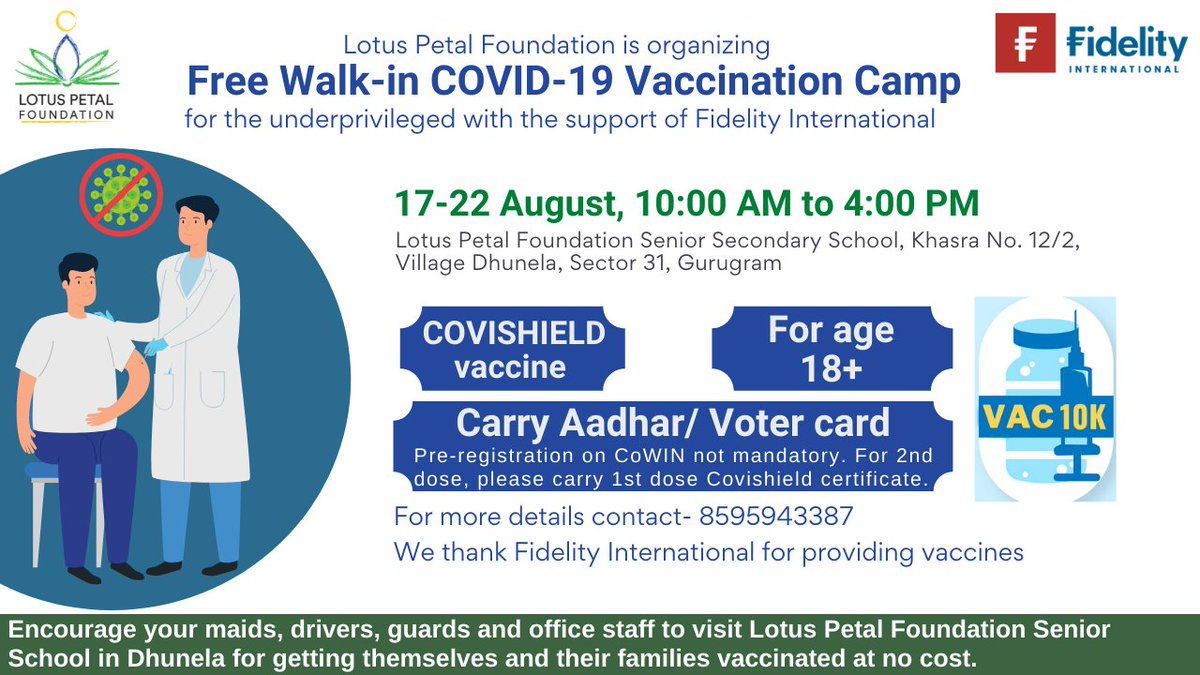 LOTUS PETAL
FOUNDATION
Lotus Petal Foundation is organizing
Free Walk-in COVID-19 Vaccination Camp
for the underprivileged with the support of Fidelity International
Fidelity
INTERNATIONAL
17-22 August, 10:00 AM to 4:00 PM
Lotus Petal Foundation Senior Secondary School, Khasra No. 12/2,
Village Dhunela, Sector 31, Gurugram
COVISHIELD
vaccine
For age
18+
Carry Aadhar/ Voter card
Pre-registration on CoWIN not mandatory. For 2nd
dose, please carry 1st dose Covishield certificate.
VAC 10K
For more details contact- 8595943387
We thank Fidelity International for providing vaccines
Encourage your maids, drivers, guards and office staff to visit Lotus Petal Foundation Senior
School in Dhunela for getting themselves and their families vaccinated at no cost.